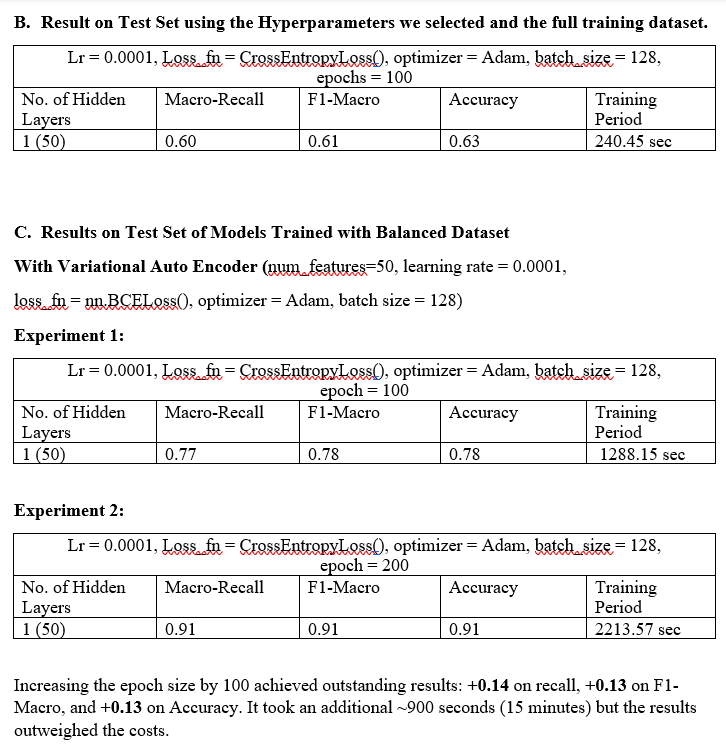 B. Result on Test Set using the Hyperparameters we selected and the full training dataset.
Lr = 0.0001, Loss_fn = CrossEntropyLoss(), optimizer = Adam, batch_size = 128,
epochs = 100
No. of Hidden Layers Macro-Recall F1-Macro Accuracy Training Period
1 (50) 0.60 0.61 0.63 240.45 sec
C. Results on Test Set of Models Trained with Balanced Dataset
With Variational Auto Encoder (num_features=50, learning rate = 0.0001,
loss_fn = nn.BCELoss(), optimizer = Adam, batch size = 128)
Experiment 1:
Lr = 0.0001, Loss_fn = CrossEntropyLoss(), optimizer = Adam, batch_size = 128,
epoch = 100
No. of Hidden Layers Macro-Recall F1-Macro Accuracy Training Period
1 (50) 0.77 0.78 0.78 1288.15 sec
Experiment 2:
Lr = 0.0001, Loss_fn = CrossEntropyLoss(), optimizer = Adam, batch_size = 128,
epoch = 200
No. of Hidden Layers Macro-Recall F1-Macro Accuracy Training Period
1 (50) 0.91 0.91 0.91 2213.57 sec
Increasing the epoch size by 100 achieved outstanding results: +0.14 on recall, +0.13 on F1-
Macro, and +0.13 on Accuracy. It took an additional ~900 seconds (15 minutes) but the results
outweighed the costs.